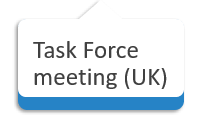 Task Force
meeting (UK)